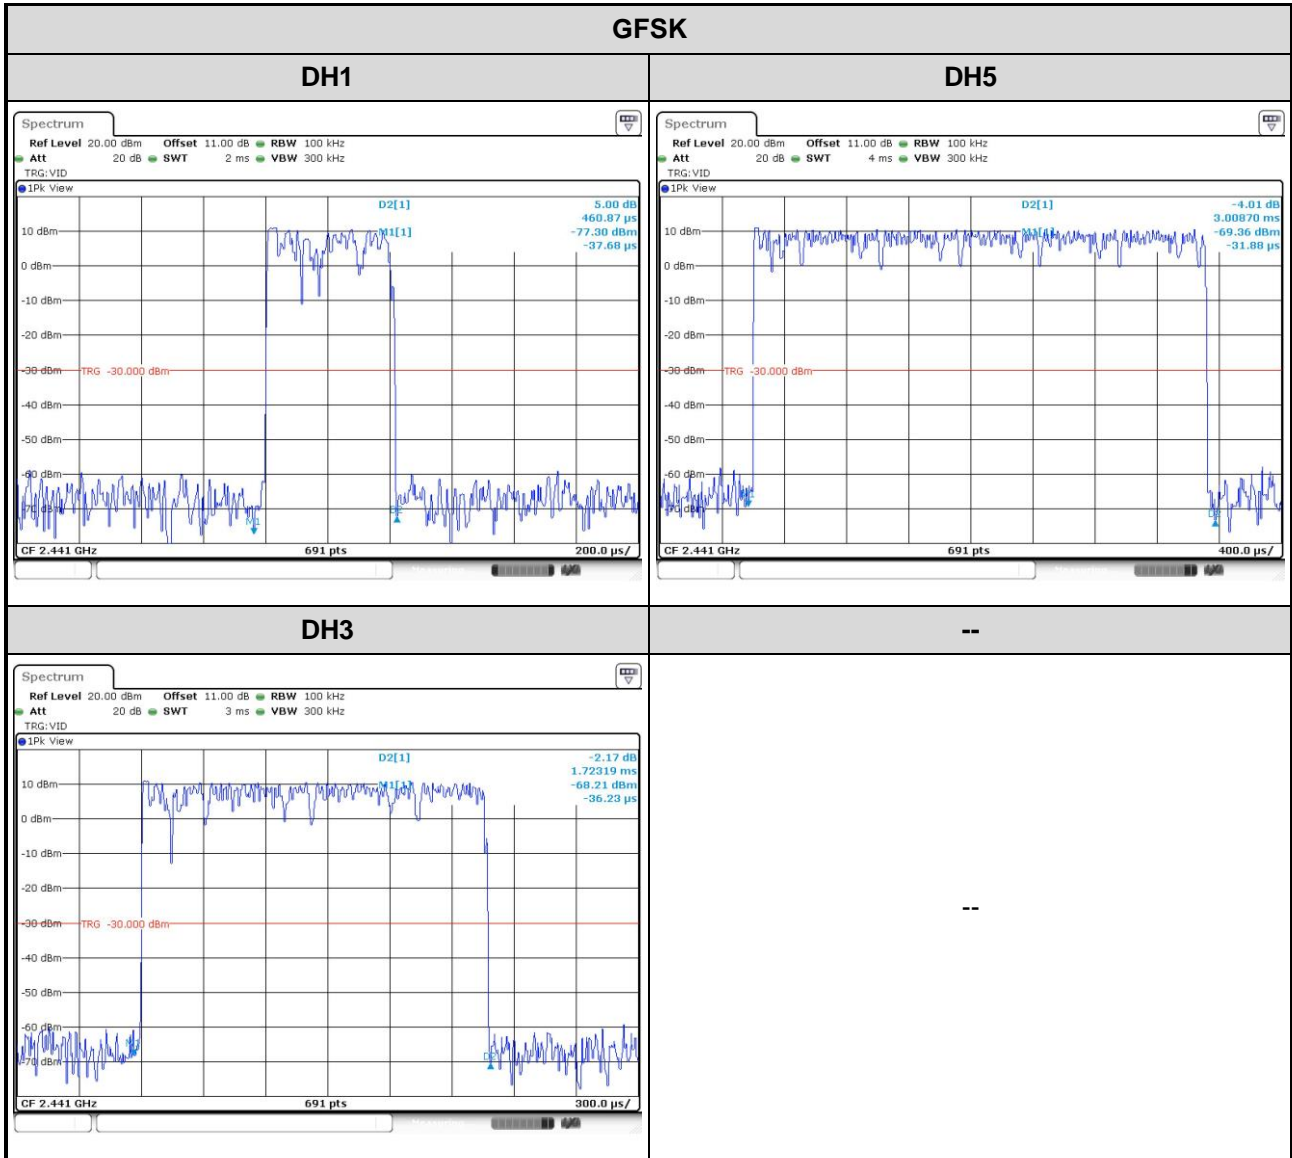 GFSK
DH1
DH5
Spectrum
Ref Level 20.00 dBm Offset 11.00 dB RBW 100 kHz
Att 20 dB SWT 2 ms VBW 300 kHz
TRG:VID
1Pk View
D2[1] 5.00 dB
460.87 µs
M1[1] -77.30 dBm
-37.68 µs
10 dBm
0 dBm
-10 dBm
-20 dBm
-30 dBm TRG -30.000 dBm
-40 dBm
-50 dBm
-60 dBm
-70 dBm
M1
D2
CF 2.441 GHz 691 pts 200.0 µs/
Spectrum
Ref Level 20.00 dBm Offset 11.00 dB RBW 100 kHz
Att 20 dB SWT 4 ms VBW 300 kHz
TRG:VID
1Pk View
D2[1] -4.01 dB
3.00870 ms
M1[1] -69.36 dBm
-31.88 µs
10 dBm
0 dBm
-10 dBm
-20 dBm
-30 dBm TRG -30.000 dBm
-40 dBm
-50 dBm
-60 dBm
-70 dBm
CF 2.441 GHz 691 pts 400.0 µs/
DH3
--
Spectrum
Ref Level 20.00 dBm Offset 11.00 dB RBW 100 kHz
Att 20 dB SWT 3 ms VBW 300 kHz
TRG:VID
1Pk View
D2[1] -2.17 dB
1.72319 ms
M1[1] -68.21 dBm
-36.23 µs
10 dBm
0 dBm
-10 dBm
-20 dBm
-30 dBm TRG -30.000 dBm
-40 dBm
-50 dBm
-60 dBm
-70 dBm
CF 2.441 GHz 691 pts 300.0 µs/
--